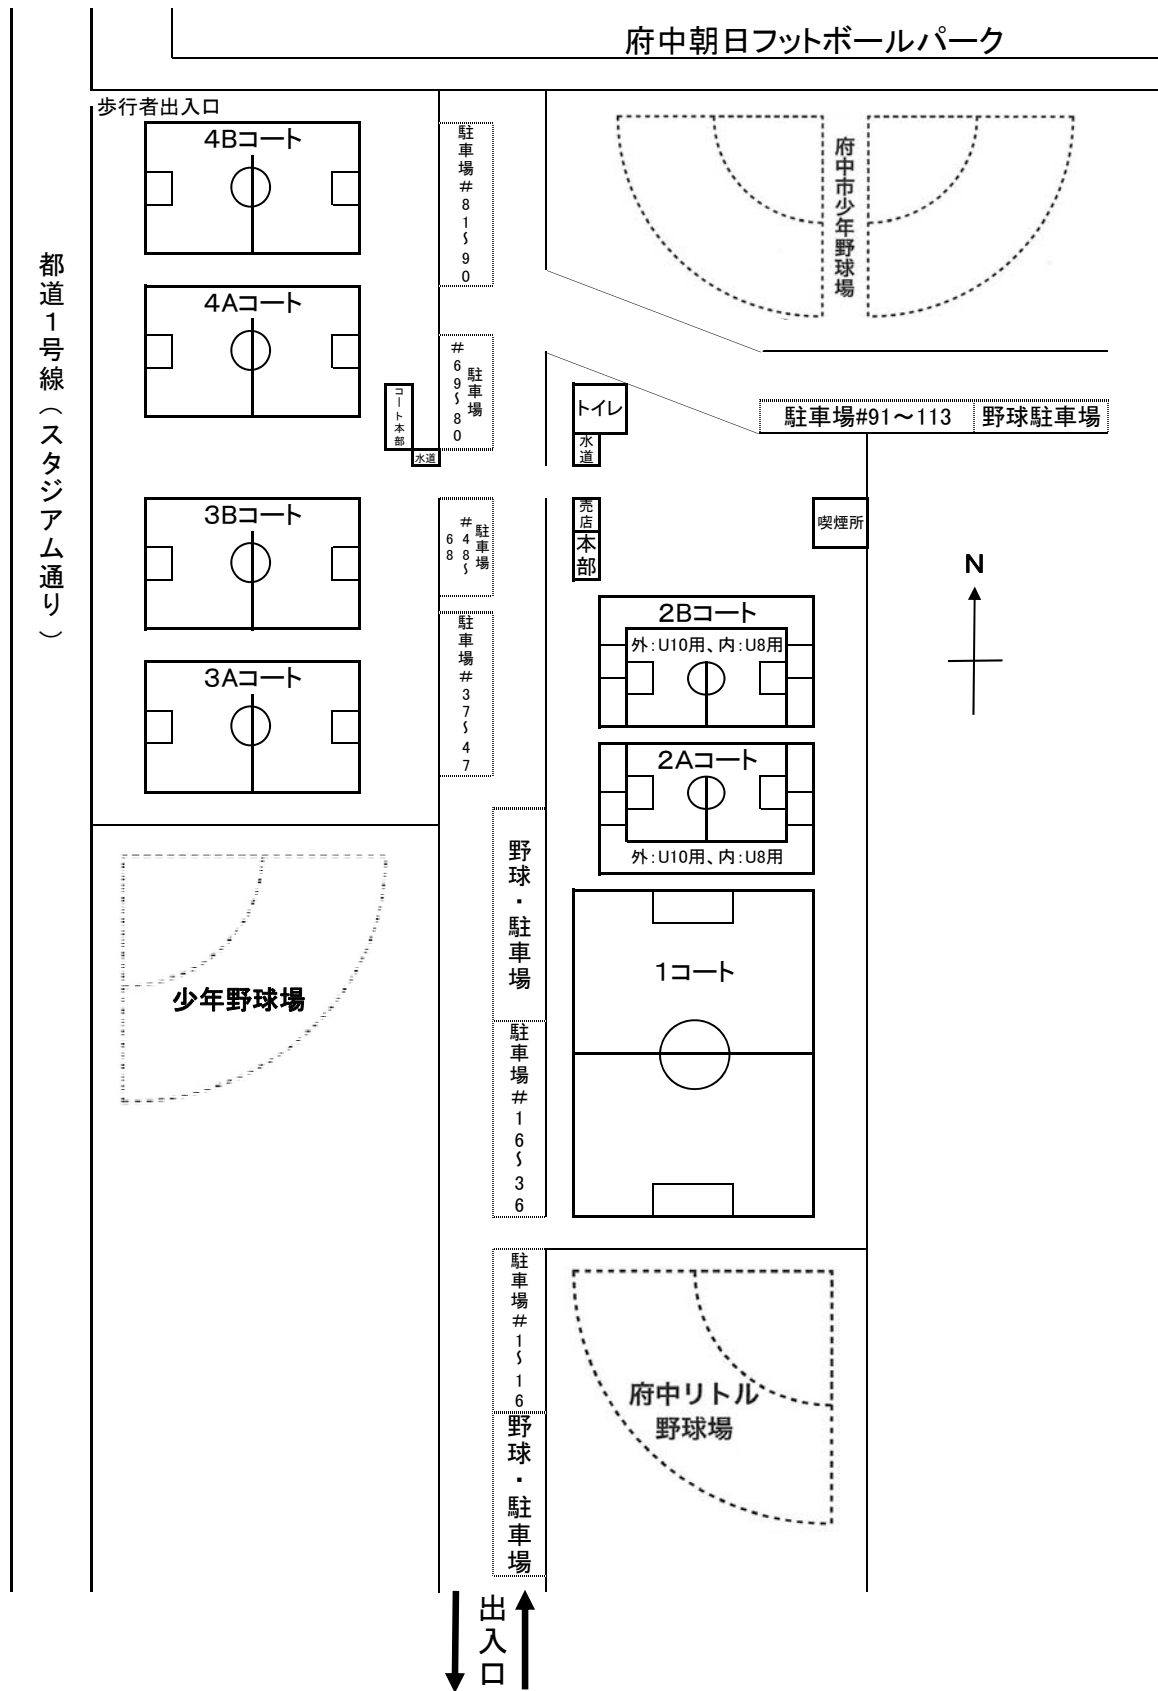 府中朝日フットボールパーク
歩行者出入口
4Bコート
駐車場#81~90
府中市少年野球場
都道1号線(スタジアム通り)
4Aコート
駐車場
#69~80
コート本部
水道
トイレ
水道
駐車場#91~113
野球駐車場
3Bコート
駐車場
#48~
68
売店
本部
喫煙所
N
2Bコート
外:U10用、内:U8用
3Aコート
駐車場#37~47
2Aコート
外:U10用、内:U8用
野球・駐車場
1コート
少年野球場
駐車場#16~36
駐車場#1~16
府中リトル
野球場
野球・駐車場
出入口